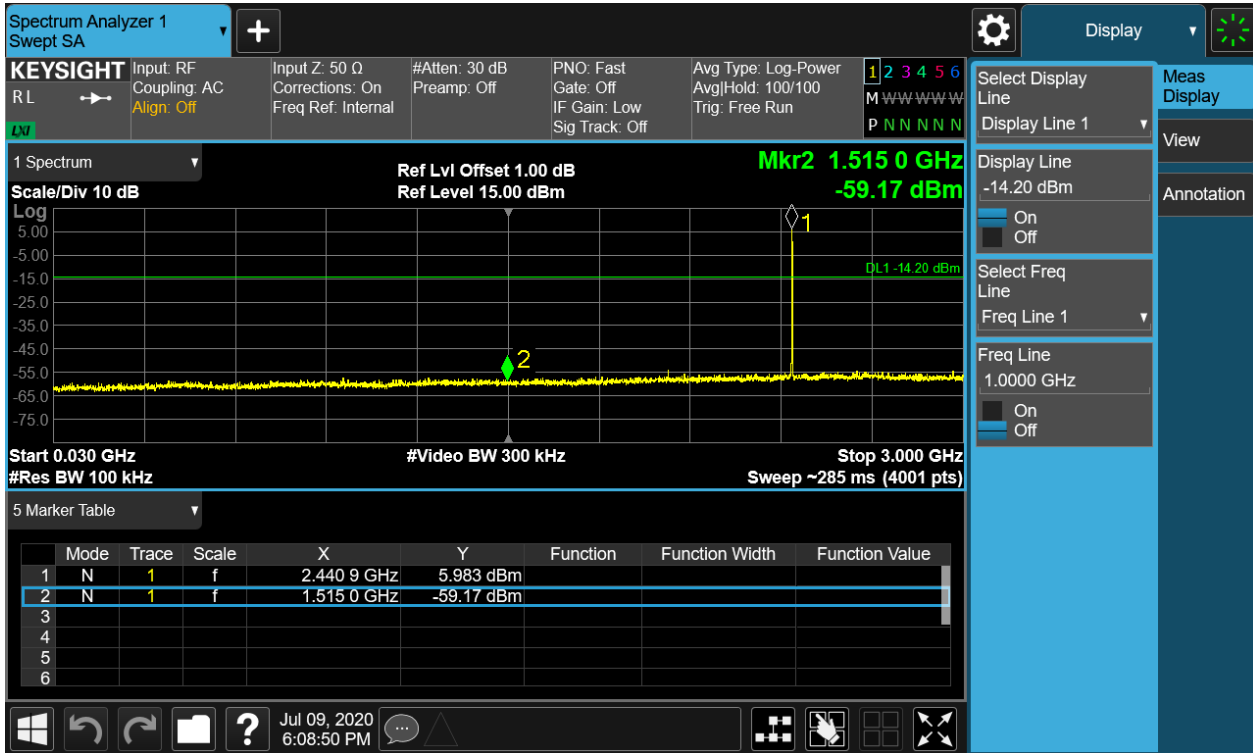 Spectrum Analyzer 1
Swept SA
Display
KEYSIGHT
RL
LXI
Input: RF
Coupling: AC
Align: Off
Input Z: 50 Ω
Corrections: On
Freq Ref: Internal
#Atten: 30 dB
Preamp: Off
PNO: Fast
Gate: Off
IF Gain: Low
Sig Track: Off
Avg Type: Log-Power
Avg|Hold: 100/100
Trig: Free Run
1 2 3 4 5 6
M W W W W W
P N N N N N
1 Spectrum
Scale/Div 10 dB
Ref Lvl Offset 1.00 dB
Ref Level 15.00 dBm
Mkr2 1.515 0 GHz
-59.17 dBm
Log
5.00
-5.00
-15.0
-25.0
-35.0
-45.0
-55.0
-65.0
-75.0
1
DL1 -14.20 dBm
2
Start 0.030 GHz
#Res BW 100 kHz
#Video BW 300 kHz
Stop 3.000 GHz
Sweep ~285 ms (4001 pts)
5 Marker Table
Mode Trace Scale X Y Function Function Width Function Value
1 N 1 f 2.440 9 GHz 5.983 dBm
2 N 1 f 1.515 0 GHz -59.17 dBm
3
4
5
6
Select Display
Line
Display Line 1
Display Line
-14.20 dBm
On
Off
Select Freq
Line
Freq Line 1
Freq Line
1.0000 GHz
On
Off
Meas
Display
View
Annotation
?
Jul 09, 2020
6:08:50 PM